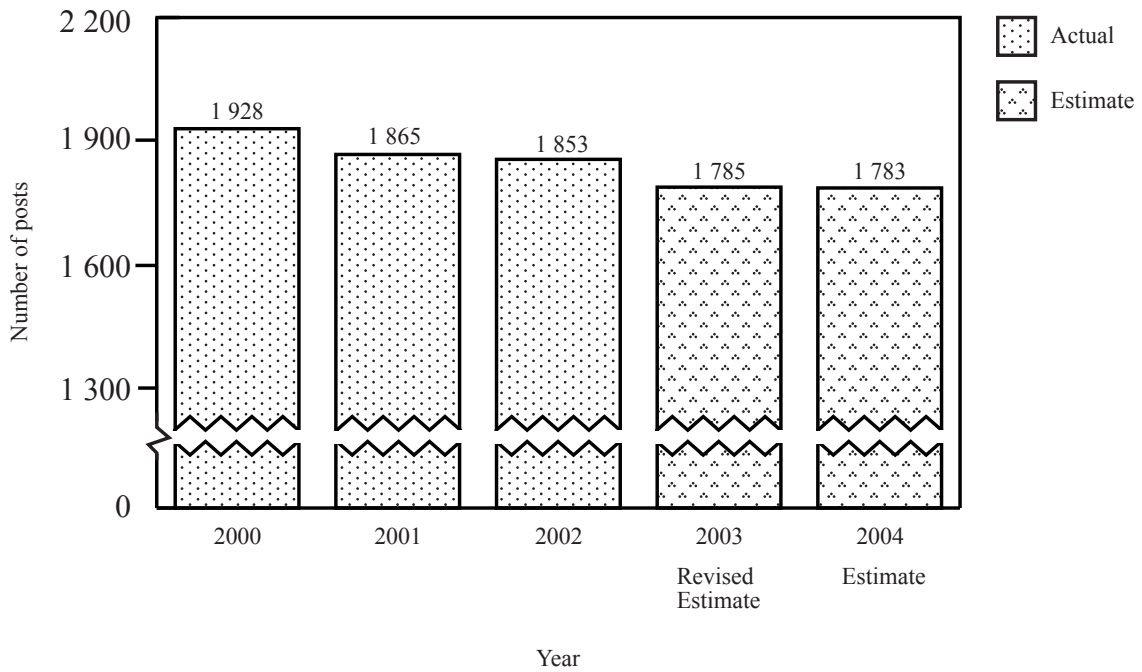 2 200
1 900
1 600
1 300
0
Number of posts
1 928
1 865
1 853
1 785
1 783
Actual
Estimate
2000
2001
2002
2003
2004
Revised
Estimate
Estimate
Year